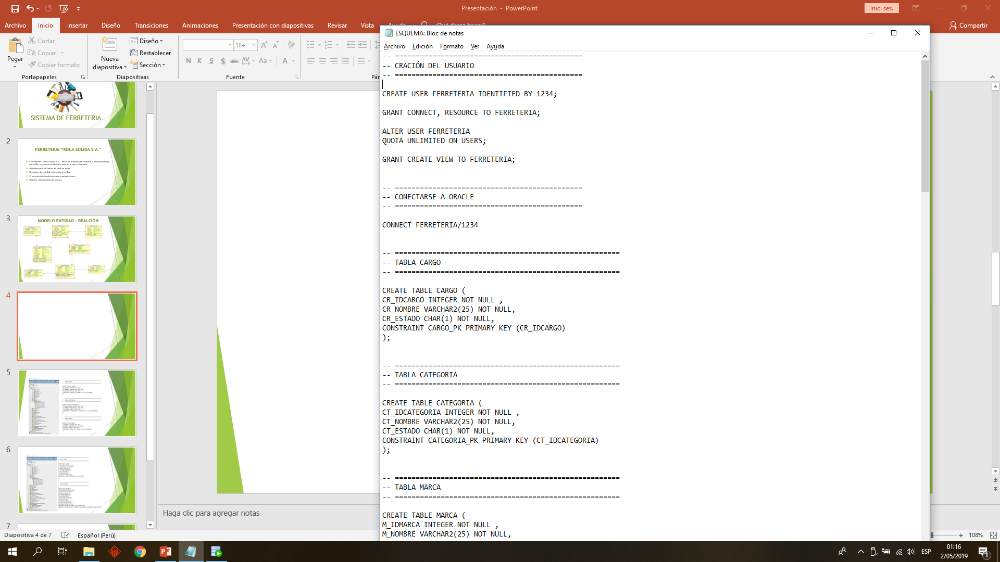 Presentación - PowerPoint
Inic. ses.
Archivo
Inicio
Insertar
Diseño
Transiciones
Animaciones
Presentación con diapositivas
Revisar
Vista
Compartir
Pegar
Cortar
Copiar
Copiar formato
Portapapeles
Nueva
diapositiva
Diseño
Restablecer
Sección
Diapositivas
18+
N K S S abc AV Aa A
Fuente
Pár
SISTEMA DE FERRETERIA
2
FERRETERIA "ROCA SOLIDA S.A."
3
MODELO ENTIDAD - REALCIÓN
4
5
6
7
Haga clic para agregar notas
Diapositiva 4 de 7
Español (Perú)
108%
ESQUEMA: Bloc de notas
Archivo Edición Formato Ver Ayuda
-- =============================================
-- CRACIÓN DEL USUARIO
-- =============================================
CREATE USER FERRETERIA IDENTIFIED BY 1234;
GRANT CONNECT, RESOURCE TO FERRETERIA;
ALTER USER FERRETERIA
QUOTA UNLIMITED ON USERS;
GRANT CREATE VIEW TO FERRETERIA;
-- =============================================
-- CONECTARSE A ORACLE
-- =============================================
CONNECT FERRETERIA/1234
-- ======================================================
-- TABLA CARGO
-- ======================================================
CREATE TABLE CARGO (
CR_IDCARGO INTEGER NOT NULL ,
CR_NOMBRE VARCHAR2(25) NOT NULL,
CR_ESTADO CHAR(1) NOT NULL,
CONSTRAINT CARGO_PK PRIMARY KEY (CR_IDCARGO)
);
-- ======================================================
-- TABLA CATEGORIA
-- ======================================================
CREATE TABLE CATEGORIA (
CT_IDCATEGORIA INTEGER NOT NULL ,
CT_NOMBRE VARCHAR2(25) NOT NULL,
CT_ESTADO CHAR(1) NOT NULL,
CONSTRAINT CATEGORIA_PK PRIMARY KEY (CT_IDCATEGORIA)
);
-- ======================================================
-- TABLA MARCA
-- ======================================================
CREATE TABLE MARCA (
M_IDMARCA INTEGER NOT NULL ,
M_NOMBRE VARCHAR2(25) NOT NULL,
ESP
01:16
2/05/2019
1